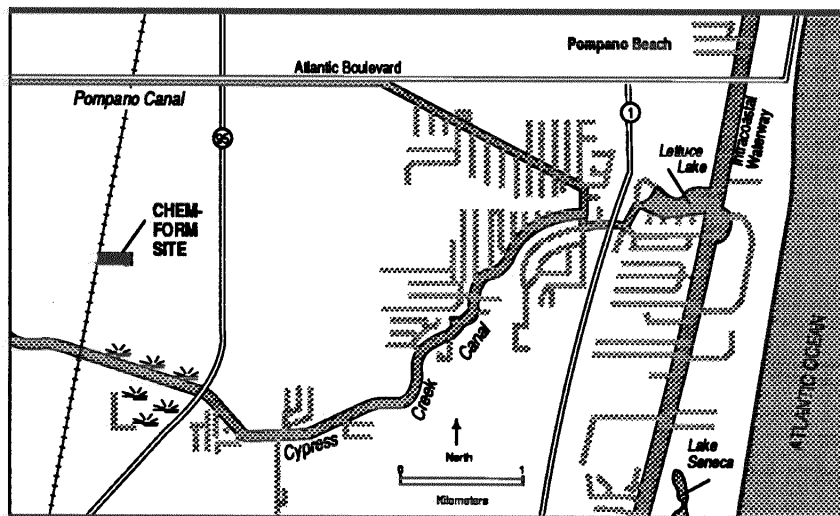 Pompano Beach
Atlantic Boulevard
Pompano Canal
95
1
Intracoastal
Waterway
Lettuce
Lake
CHEM-
FORM
SITE
ATLANTIC OCEAN
Cypress
Creek
Canal
North
0
1
Kilometers
Lake
Seneca